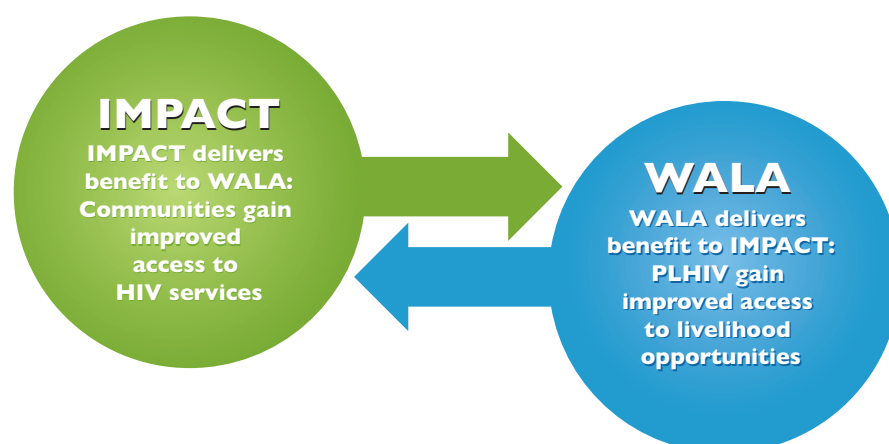 IMPACT
IMPACT delivers
benefit to WALA:
Communities gain
improved
access to
HIV services
WALA
WALA delivers
benefit to IMPACT:
PLHIV gain
improved access
to livelihood
opportunities